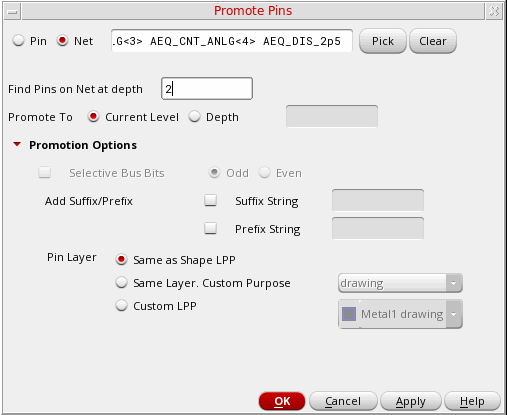 Promote Pins
Pin Net .G<3> AEQ_CNT_ANLG<4> AEQ_DIS_2p5 Pick Clear
Find Pins on Net at depth 2
Promote To Current Level Depth
Promotion Options
Selective Bus Bits Odd Even
Add Suffix/Prefix Suffix String
Prefix String
Pin Layer Same as Shape LPP
Same Layer. Custom Purpose drawing
Custom LPP Metal1 drawing
OK Cancel Apply Help